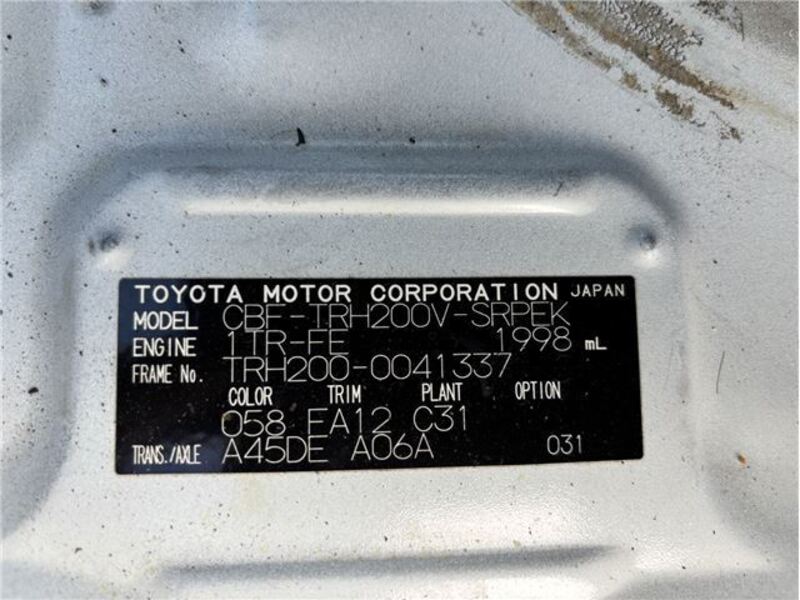 TOYOTA MOTOR CORPORATION JAPAN
MODEL CBF-TRH200V-SRPEK
ENGINE 1TR-FE 1998 mL
FRAME No. TRH200-0041337
COLOR TRIM PLANT OPTION
058 FA12 C31
TRANS./AXLE A45DE A06A 031